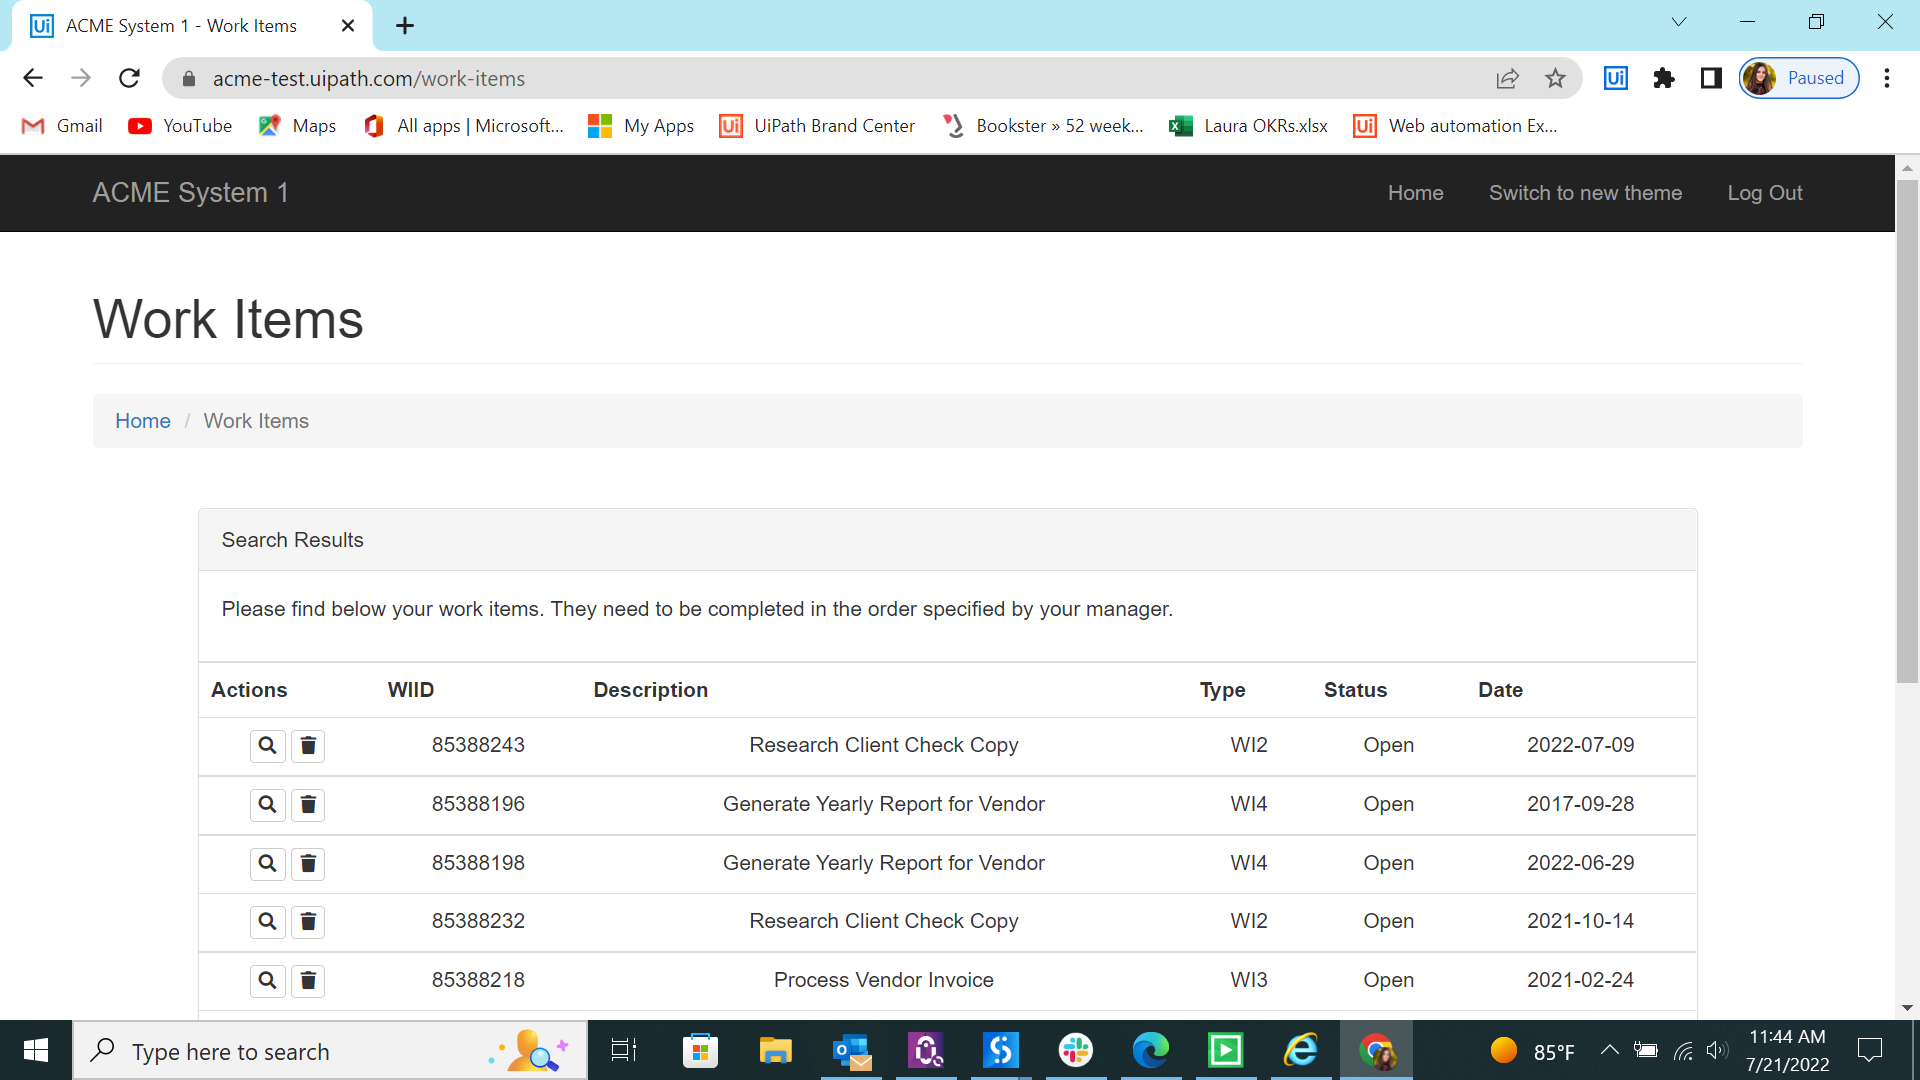 ACME System 1 - Work Items
acme-test.uipath.com/work-items
Paused
Gmail YouTube Maps All apps | Microsoft... My Apps UiPath Brand Center Bookster » 52 week... Laura OKRs.xlsx Web automation Ex...
ACME System 1 Home Switch to new theme Log Out
Work Items
Home / Work Items
Search Results
Please find below your work items. They need to be completed in the order specified by your manager.
Actions WIID Description Type Status Date
85388243 Research Client Check Copy WI2 Open 2022-07-09
85388196 Generate Yearly Report for Vendor WI4 Open 2017-09-28
85388198 Generate Yearly Report for Vendor WI4 Open 2022-06-29
85388232 Research Client Check Copy WI2 Open 2021-10-14
85388218 Process Vendor Invoice WI3 Open 2021-02-24
Type here to search
85°F
11:44 AM
7/21/2022